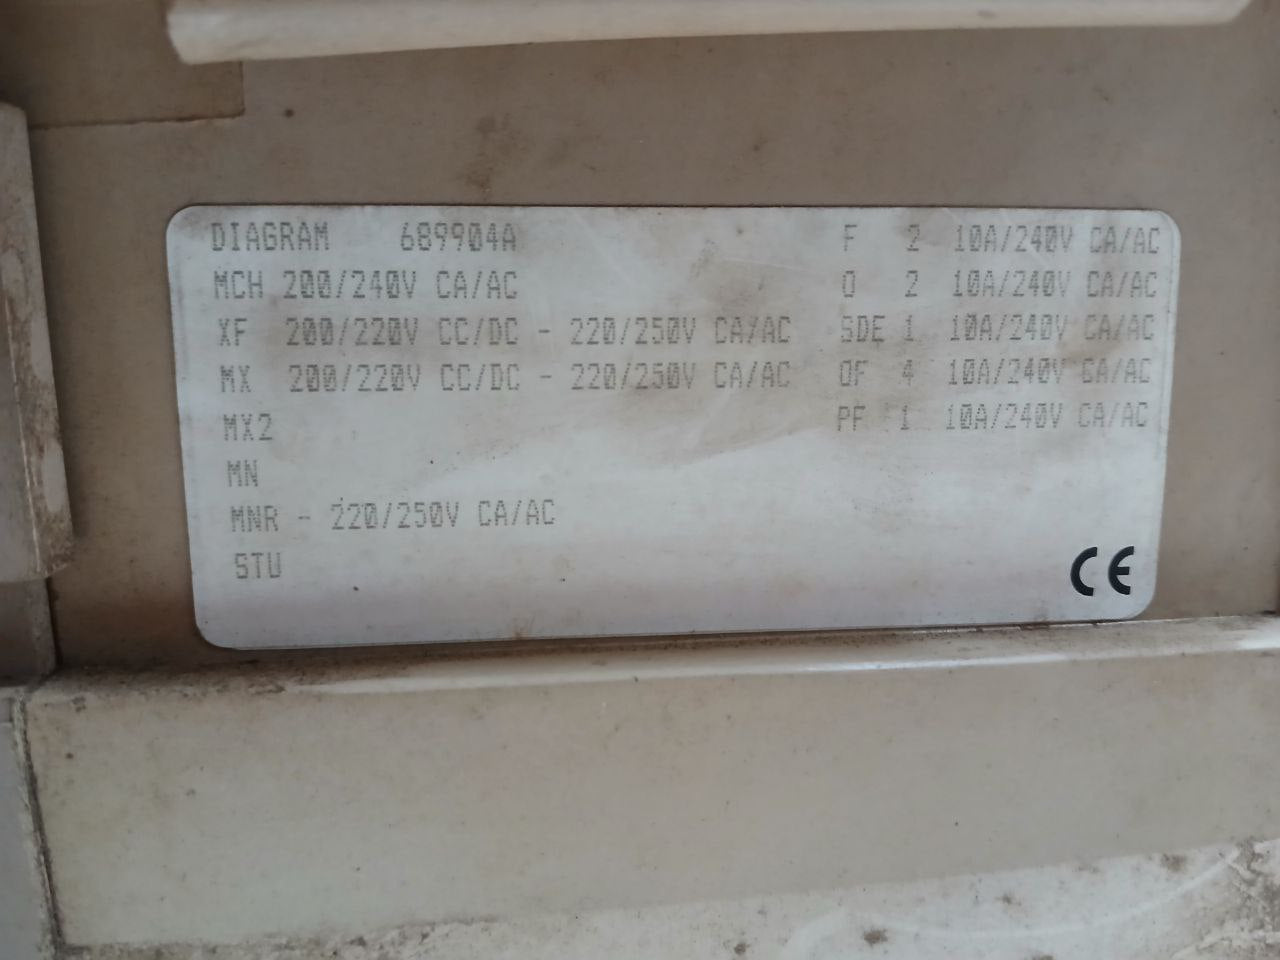 DIAGRAM 689904A
MCH 200/240V CA/AC
XF 200/220V CC/DC - 220/250V CA/AC
MX 200/220V CC/DC - 220/250V CA/AC
MX2
MN
MNR - 220/250V CA/AC
STU
F 2 10A/240V CA/AC
O 2 10A/240V CA/AC
SDE 1 10A/240V CA/AC
OF 4 10A/240V CA/AC
PF 1 10A/240V CA/AC
CE